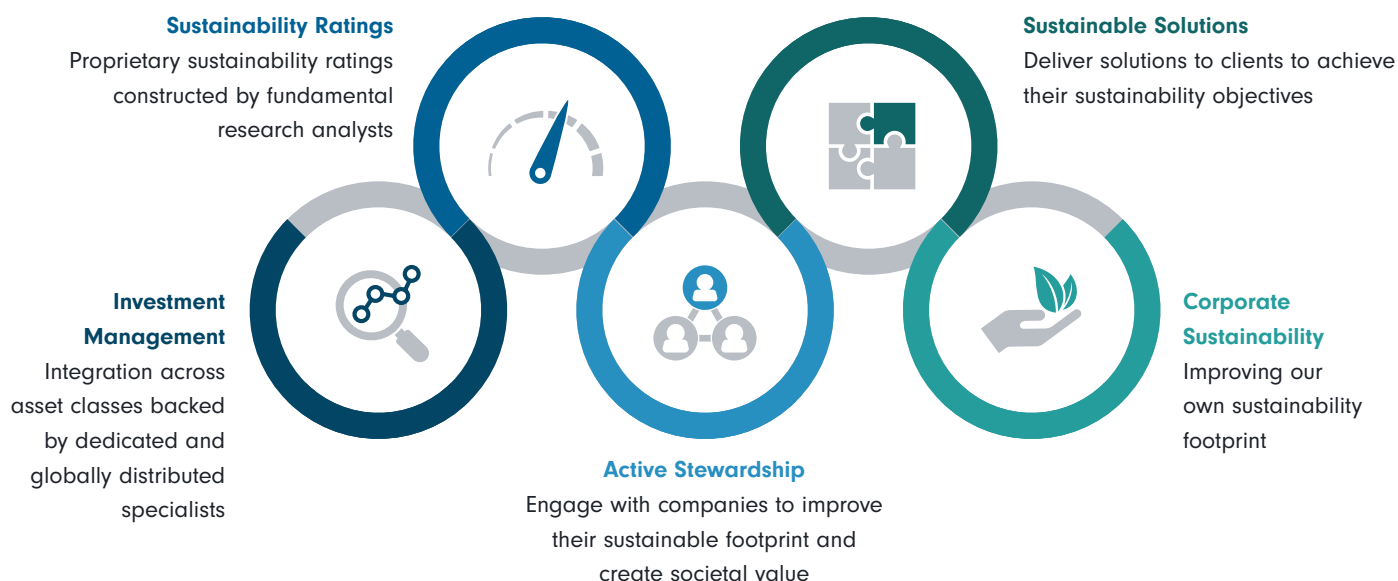 Sustainability Ratings
Proprietary sustainability ratings
constructed by fundamental
research analysts
Sustainable Solutions
Deliver solutions to clients to achieve
their sustainability objectives
Investment
Management
Integration across
asset classes backed
by dedicated and
globally distributed
specialists
Active Stewardship
Engage with companies to improve
their sustainable footprint and
create societal value
Corporate
Sustainability
Improving our
own sustainability
footprint